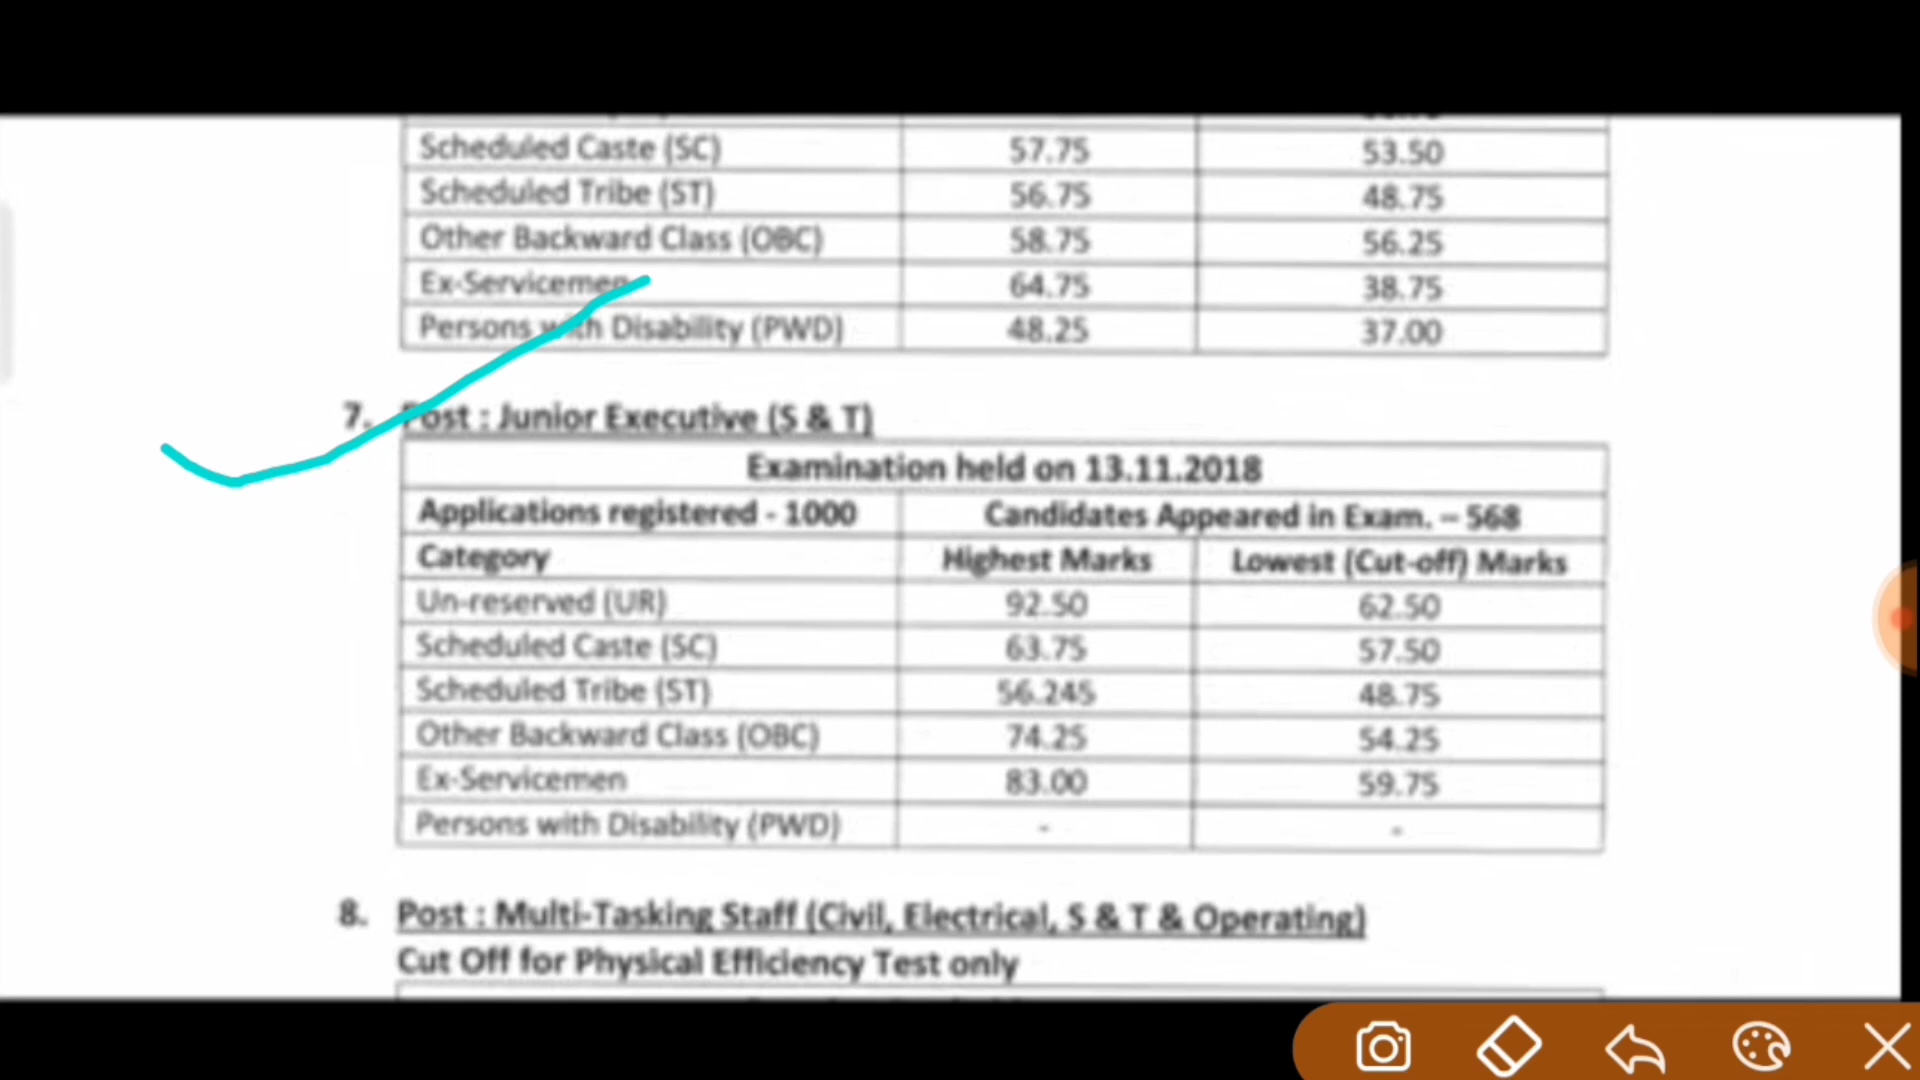 Scheduled Caste (SC) 57.75 53.50
Scheduled Tribe (ST) 56.75 48.75
Other Backward Class (OBC) 58.75 56.25
Ex-Servicemen 64.75 38.75
Persons with Disability (PWD) 48.25 37.00
7. Post : Junior Executive (S & T)
Examination held on 13.11.2018
Applications registered - 1000 Candidates Appeared in Exam. – 568
Category Highest Marks Lowest (Cut-off) Marks
Un-reserved (UR) 92.50 62.50
Scheduled Caste (SC) 63.75 57.50
Scheduled Tribe (ST) 56.245 48.75
Other Backward Class (OBC) 74.25 54.25
Ex-Servicemen 83.00 59.75
Persons with Disability (PWD) - -
8. Post : Multi-Tasking Staff (Civil, Electrical, S & T & Operating)
Cut Off for Physical Efficiency Test only